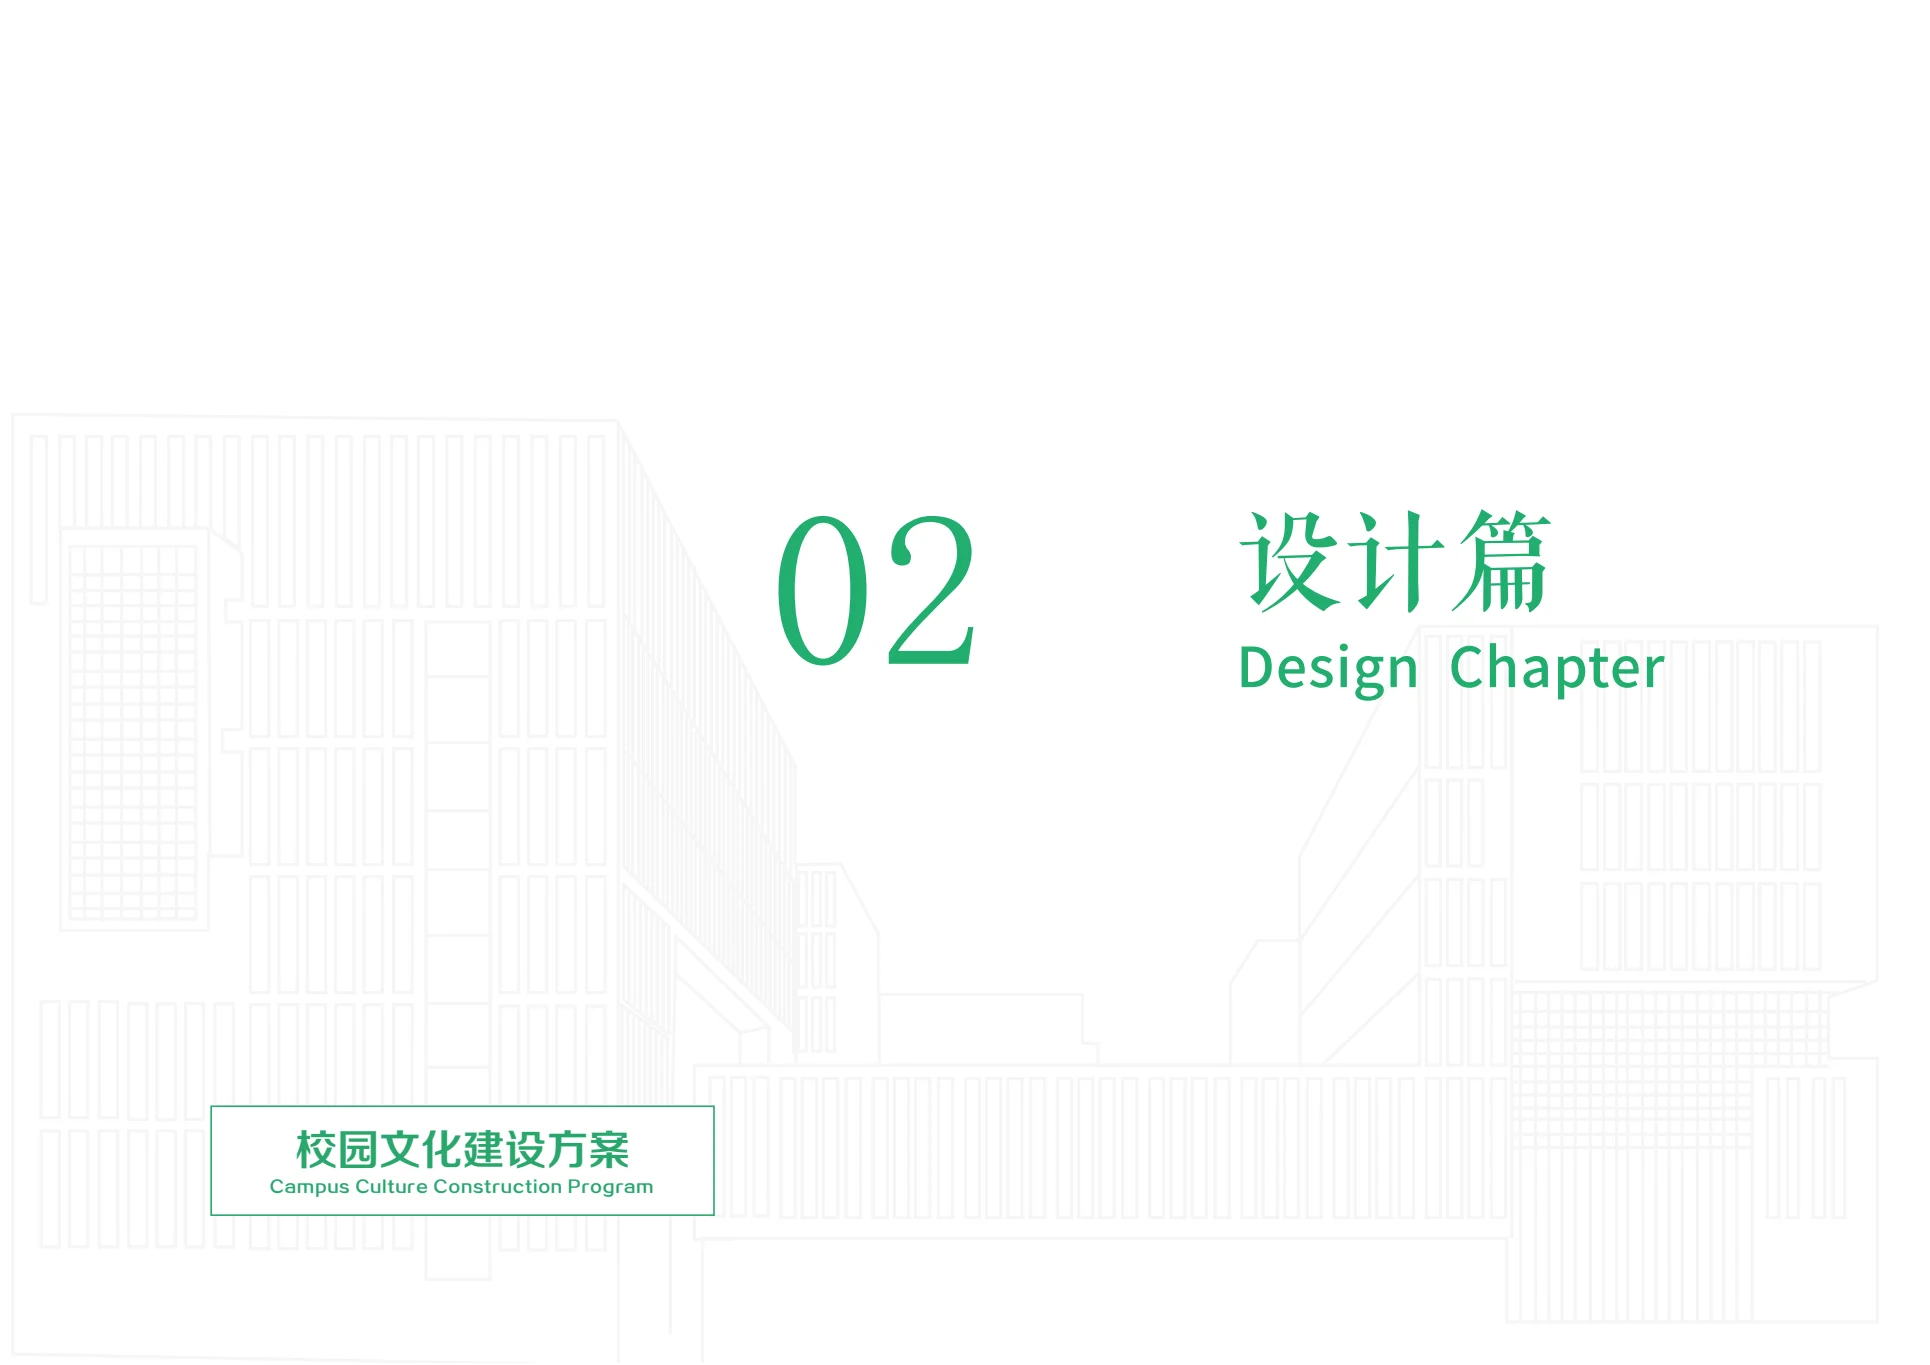 02
设计篇
Design Chapter
校园文化建设方案
Campus Culture Construction Program